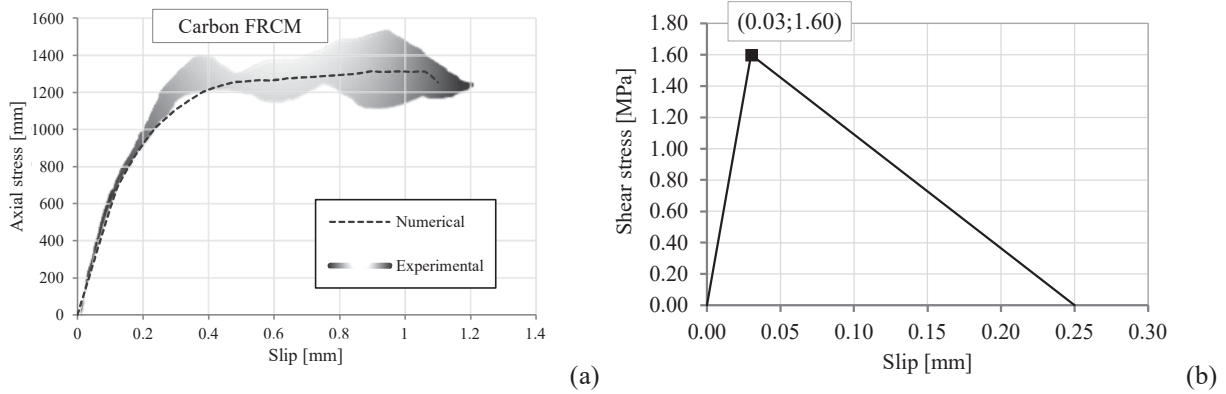 Carbon FRCM
1600
1400
1200
1000
800
600
400
200
0
Axial stress [mm]
Numerical
Experimental
0 0.2 0.4 0.6 0.8 1 1.2 1.4
Slip [mm]
(a)
(0.03;1.60)
1.80
1.60
1.40
1.20
1.00
0.80
0.60
0.40
0.20
0.00
Shear stress [MPa]
0.00 0.05 0.10 0.15 0.20 0.25 0.30
Slip [mm]
(b)